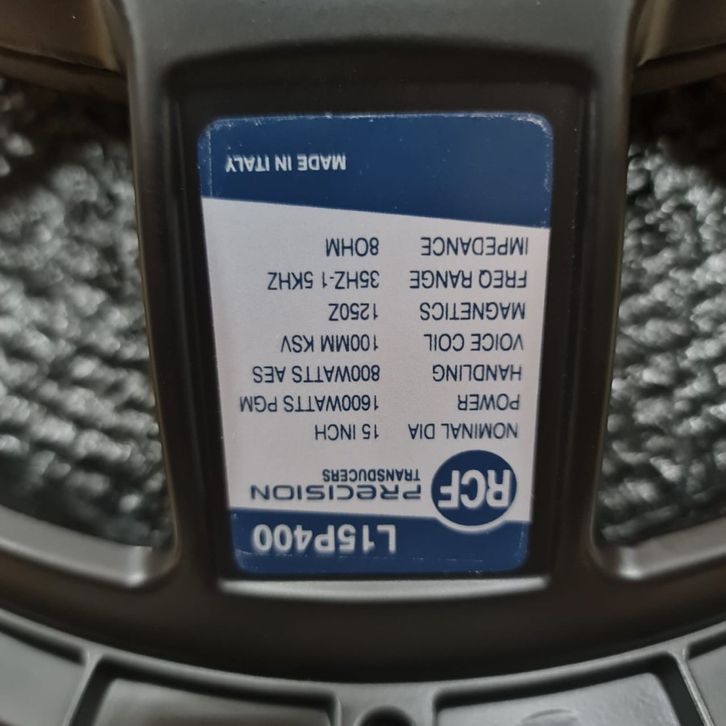 L15P400
RCF PRECISION
TRANSDUCERS
NOMINAL DIA 15 INCH
POWER 1600WATTS PGM
HANDLING 800WATTS AES
VOICE COIL 100MM KSV
MAGNETICS 125OZ
FREQ RANGE 35HZ-1.5KHZ
IMPEDANCE 8OHM
MADE IN ITALY